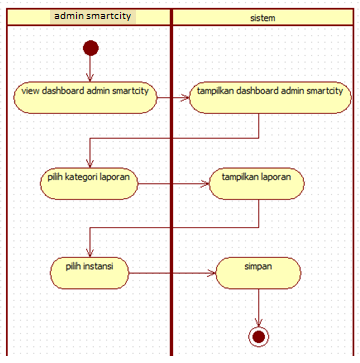 admin smartcity
sistem
view dashboard admin smartcity
tampilkan dashboard admin smartcity
pilih kategori laporan
tampilkan laporan
pilih instansi
simpan